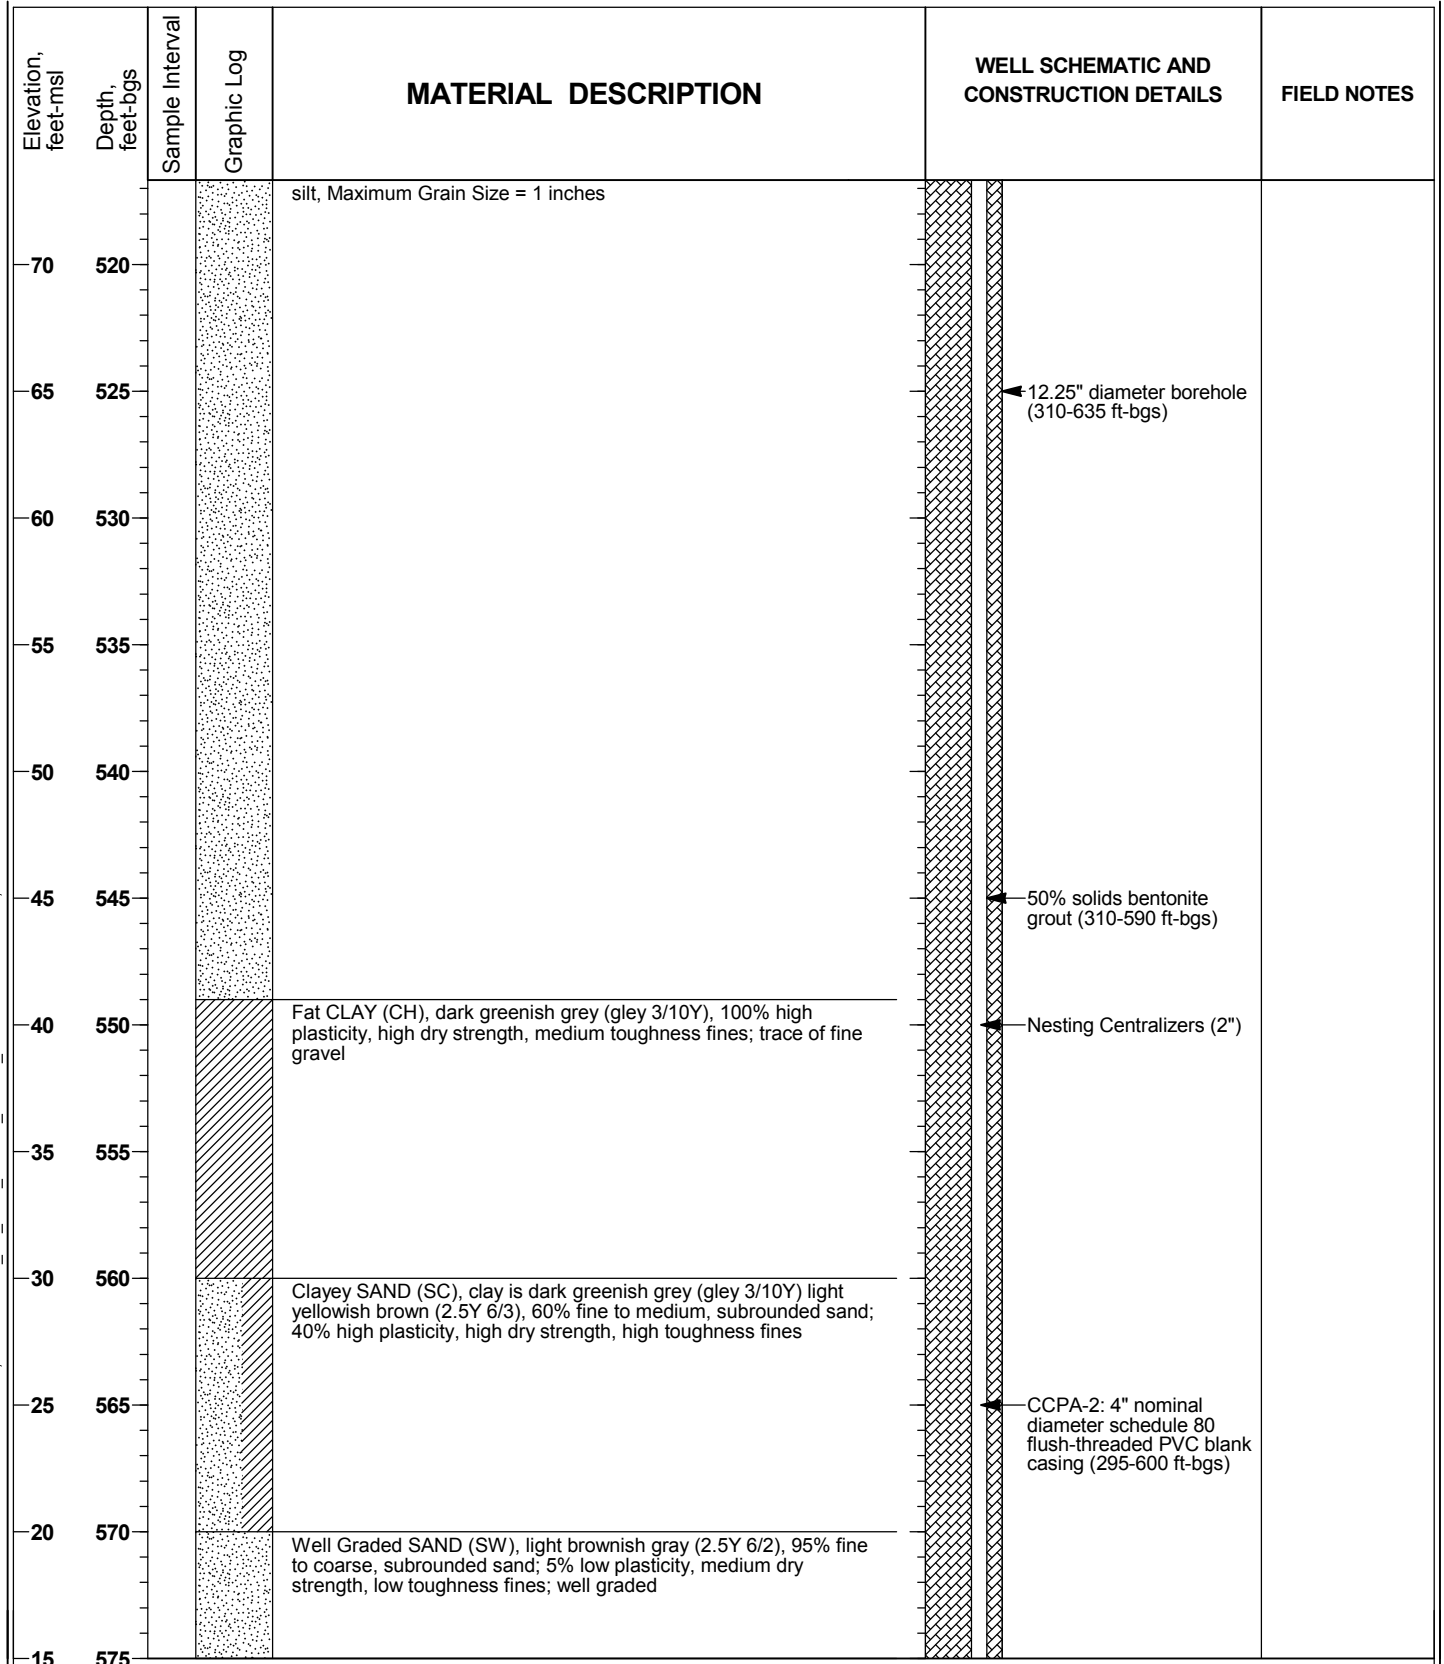 Elevation,
feet-msl
Depth,
feet-bgs
Sample Interval
Graphic Log
MATERIAL DESCRIPTION
WELL SCHEMATIC AND
CONSTRUCTION DETAILS
FIELD NOTES
silt, Maximum Grain Size = 1 inches
70 520
65 525
12.25" diameter borehole
(310-635 ft-bgs)
60 530
55 535
50 540
45 545
50% solids bentonite
grout (310-590 ft-bgs)
Fat CLAY (CH), dark greenish grey (gley 3/10Y), 100% high
plasticity, high dry strength, medium toughness fines; trace of fine
gravel
40 550
Nesting Centralizers (2")
35 555
30 560
Clayey SAND (SC), clay is dark greenish grey (gley 3/10Y) light
yellowish brown (2.5Y 6/3), 60% fine to medium, subrounded sand;
40% high plasticity, high dry strength, high toughness fines
25 565
CCPA-2: 4" nominal
diameter schedule 80
flush-threaded PVC blank
casing (295-600 ft-bgs)
20 570
Well Graded SAND (SW), light brownish gray (2.5Y 6/2), 95% fine
to coarse, subrounded sand; 5% low plasticity, medium dry
strength, low toughness fines; well graded
15 575